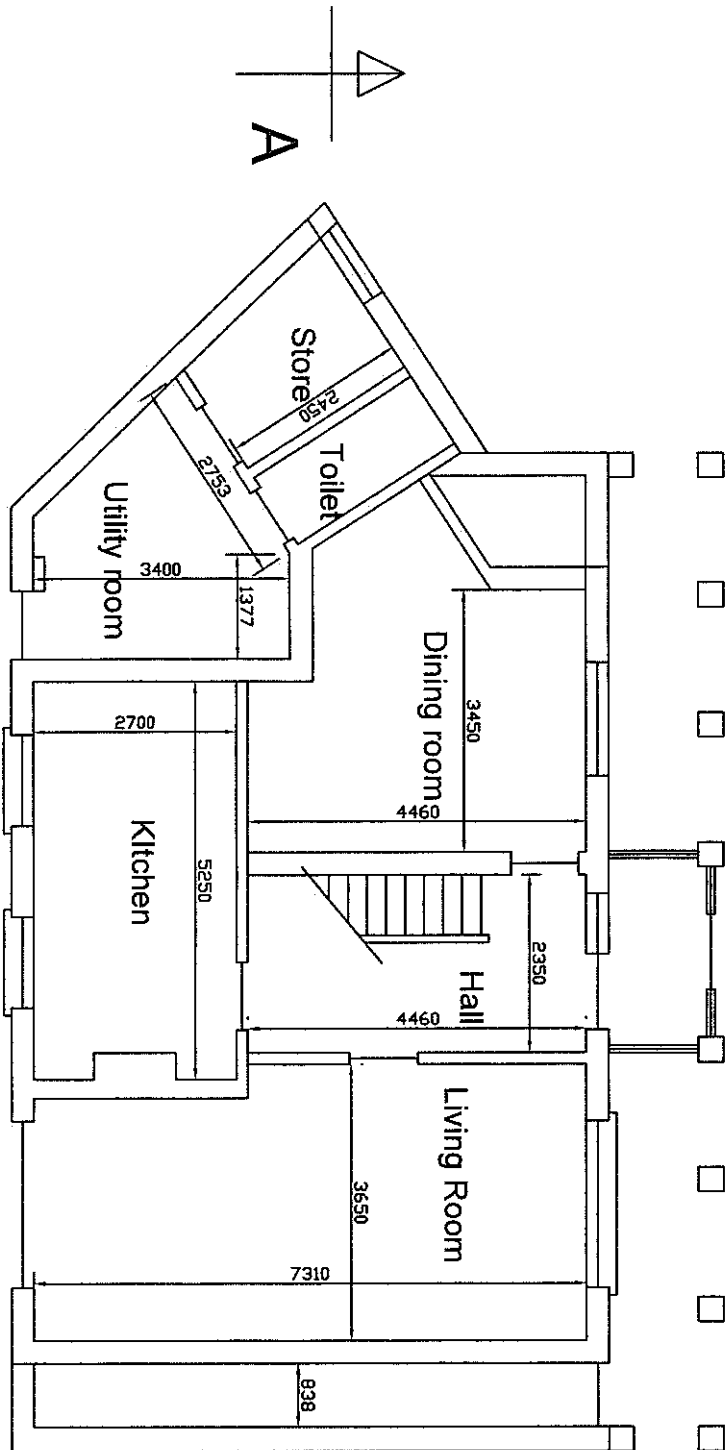 A
Store
2450
Toilet
2753
Utility room
3400
1377
Dining room
3450
4460
2700
KItchen
5250
Hall
2350
4460
Living Room
3650
7310
838